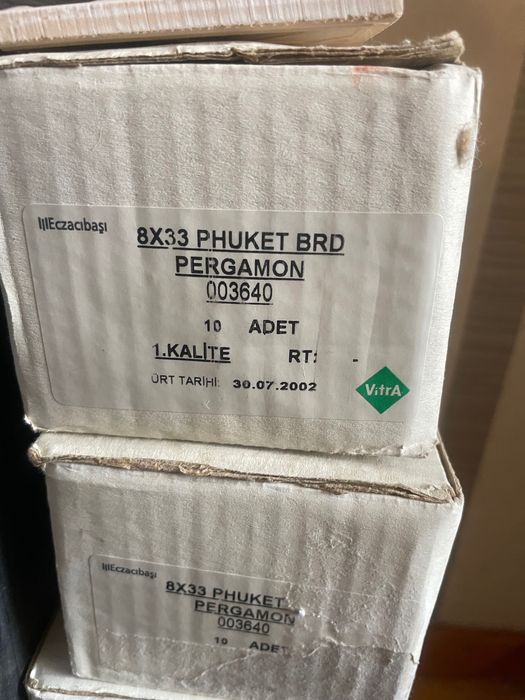 Eczacıbaşı
8X33 PHUKET BRD
PERGAMON
003640
10 ADET
1.KALİTE RT: -
ÜRT TARİHİ: 30.07.2002
VitrA
Eczacıbaşı
8X33 PHUKET
PERGAMON
003640
10 ADET